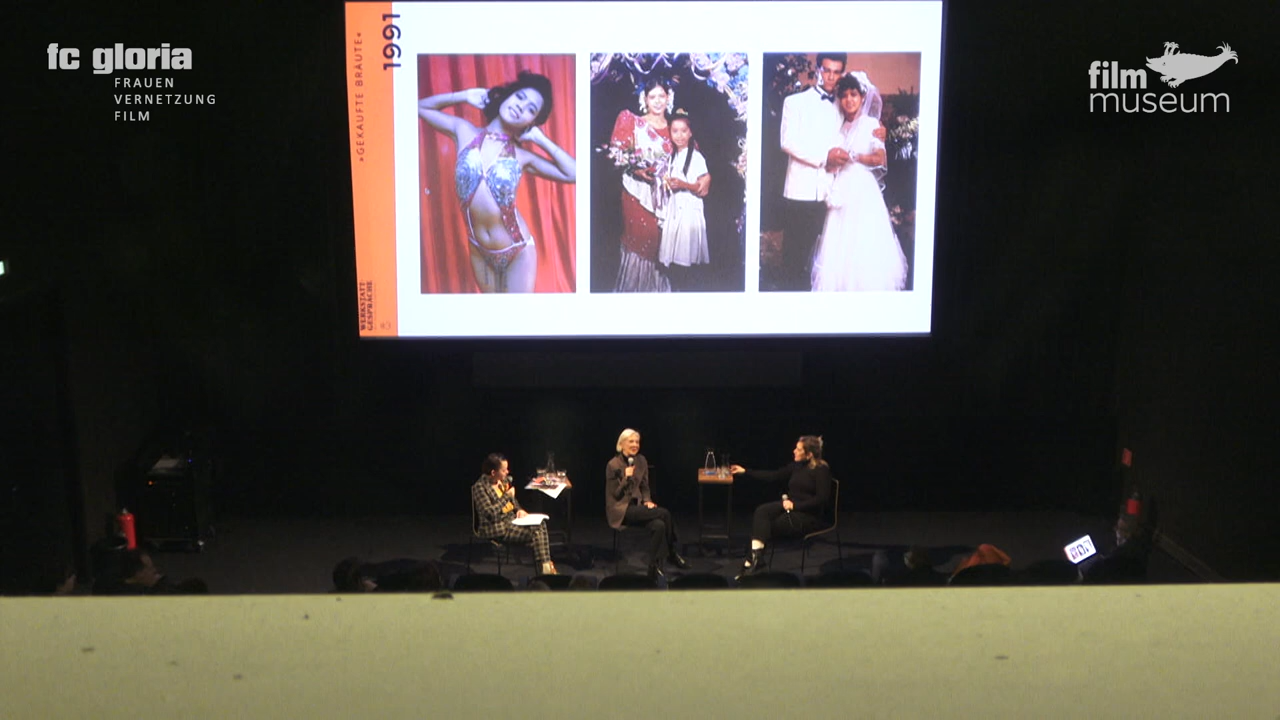 fc gloria
FRAUEN
VERNETZUNG
FILM
»GEKAUFTE BRÄUTE«
1991
WERKSTATT
GESPRÄCHE
film
museum